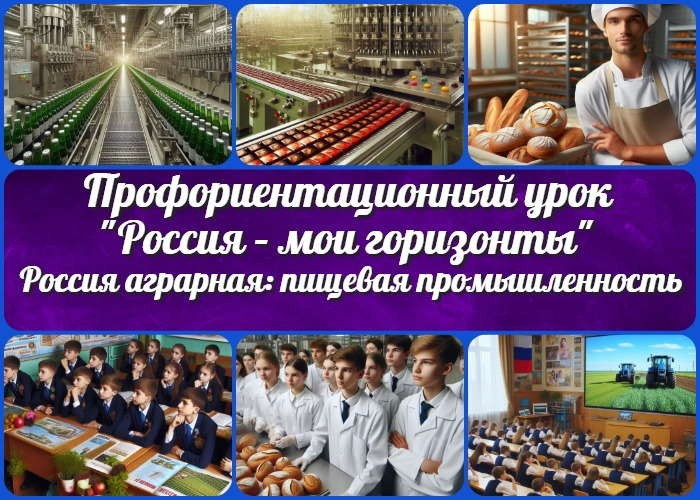 Профориентационный урок
"Россия – мои горизонты"
Россия аграрная: пищевая промышленность